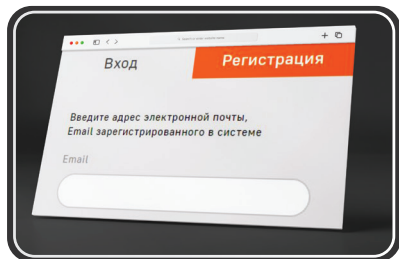 Вход
Регистрация
Введите адрес электронной почты,
Email зарегистрированного в системе
Email